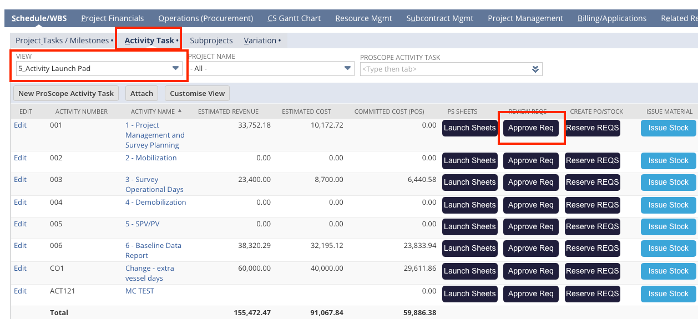 Schedule/WBS Project Financials Operations (Procurement) CS Gantt Chart Resource Mgmt Subcontract Mgmt Project Management Billing/Applications Related Re
Project Tasks / Milestones • Activity Task • Subprojects Variation •
VIEW PROJECT NAME PROSCOPE ACTIVITY TASK
5_Activity Launch Pad All - <Type then tab>
New ProScope Activity Task Attach Customise View
EDIT ACTIVITY NUMBER ACTIVITY NAME ▲ ESTIMATED REVENUE ESTIMATED COST COMMITTED COST (POS) PS SHEETS REVIEW REQS CREATE PO/STOCK ISSUE MATERIAL
Edit 001 1 - Project 33,752.18 10,172.72 0.00 Launch Sheets Approve Req Reserve REQS Issue Stock
Management and
Survey Planning
Edit 002 2 - Mobilization 0.00 0.00 0.00 Launch Sheets Approve Req Reserve REQS Issue Stock
Edit 003 3 - Survey 23,400.00 8,700.00 6,440.58 Launch Sheets Approve Req Reserve REQS Issue Stock
Operational Days
Edit 004 4 - Demobilization 0.00 0.00 0.00 Launch Sheets Approve Req Reserve REQS Issue Stock
Edit 005 5 - SPV/PV 0.00 0.00 0.00 Launch Sheets Approve Req Reserve REQS Issue Stock
Edit 006 6 - Baseline Data 38,320.29 32,195.12 23,833.94 Launch Sheets Approve Req Reserve REQS Issue Stock
Report
Edit CO1 Change - extra 60,000.00 40,000.00 29,611.86 Launch Sheets Approve Req Reserve REQS Issue Stock
vessel days
Edit ACT121 MC TEST 0.00 Launch Sheets Approve Req Reserve REQS Issue Stock
Total 155,472.47 91,067.84 59,886.38